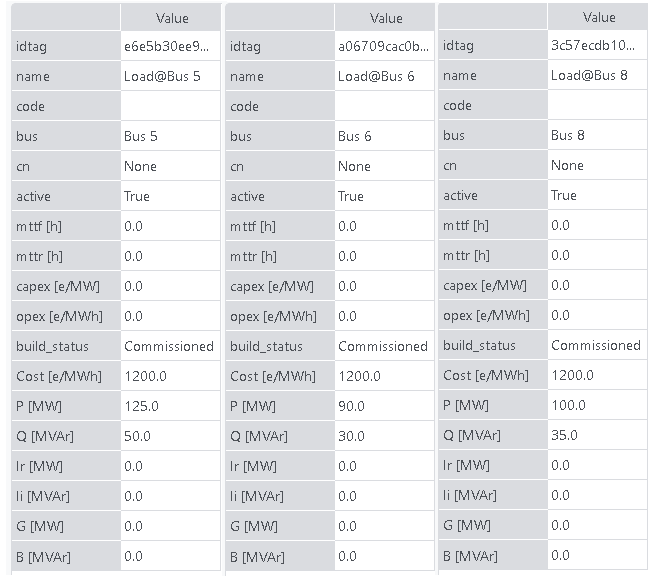 Value
idtag e6e5b30ee9...
name Load@Bus 5
code
bus Bus 5
cn None
active True
mttf [h] 0.0
mttr [h] 0.0
capex [e/MW] 0.0
opex [e/MWh] 0.0
build_status Commissioned
Cost [e/MWh] 1200.0
P [MW] 125.0
Q [MVAr] 50.0
Ir [MW] 0.0
Ii [MVAr] 0.0
G [MW] 0.0
B [MVAr] 0.0
Value
idtag a06709cac0b...
name Load@Bus 6
code
bus Bus 6
cn None
active True
mttf [h] 0.0
mttr [h] 0.0
capex [e/MW] 0.0
opex [e/MWh] 0.0
build_status Commissioned
Cost [e/MWh] 1200.0
P [MW] 90.0
Q [MVAr] 30.0
Ir [MW] 0.0
Ii [MVAr] 0.0
G [MW] 0.0
B [MVAr] 0.0
Value
idtag 3c57ecdb10...
name Load@Bus 8
code
bus Bus 8
cn None
active True
mttf [h] 0.0
mttr [h] 0.0
capex [e/MW] 0.0
opex [e/MWh] 0.0
build_status Commissioned
Cost [e/MWh] 1200.0
P [MW] 100.0
Q [MVAr] 35.0
Ir [MW] 0.0
Ii [MVAr] 0.0
G [MW] 0.0
B [MVAr] 0.0